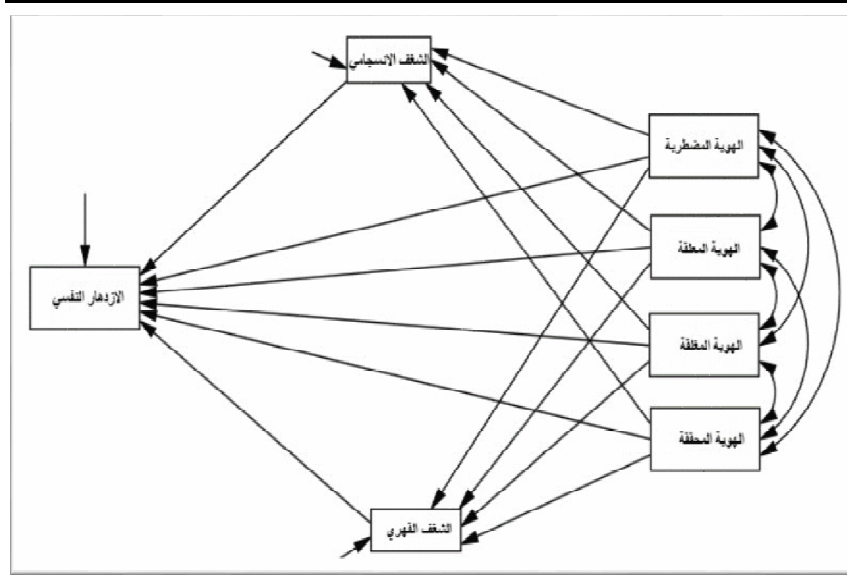 الشغف الانسجامي
الهوية المضطربة
الهوية المعلقة
الازدهار النفسي
الهوية المغلقة
الهوية المحققة
الشغف القهري